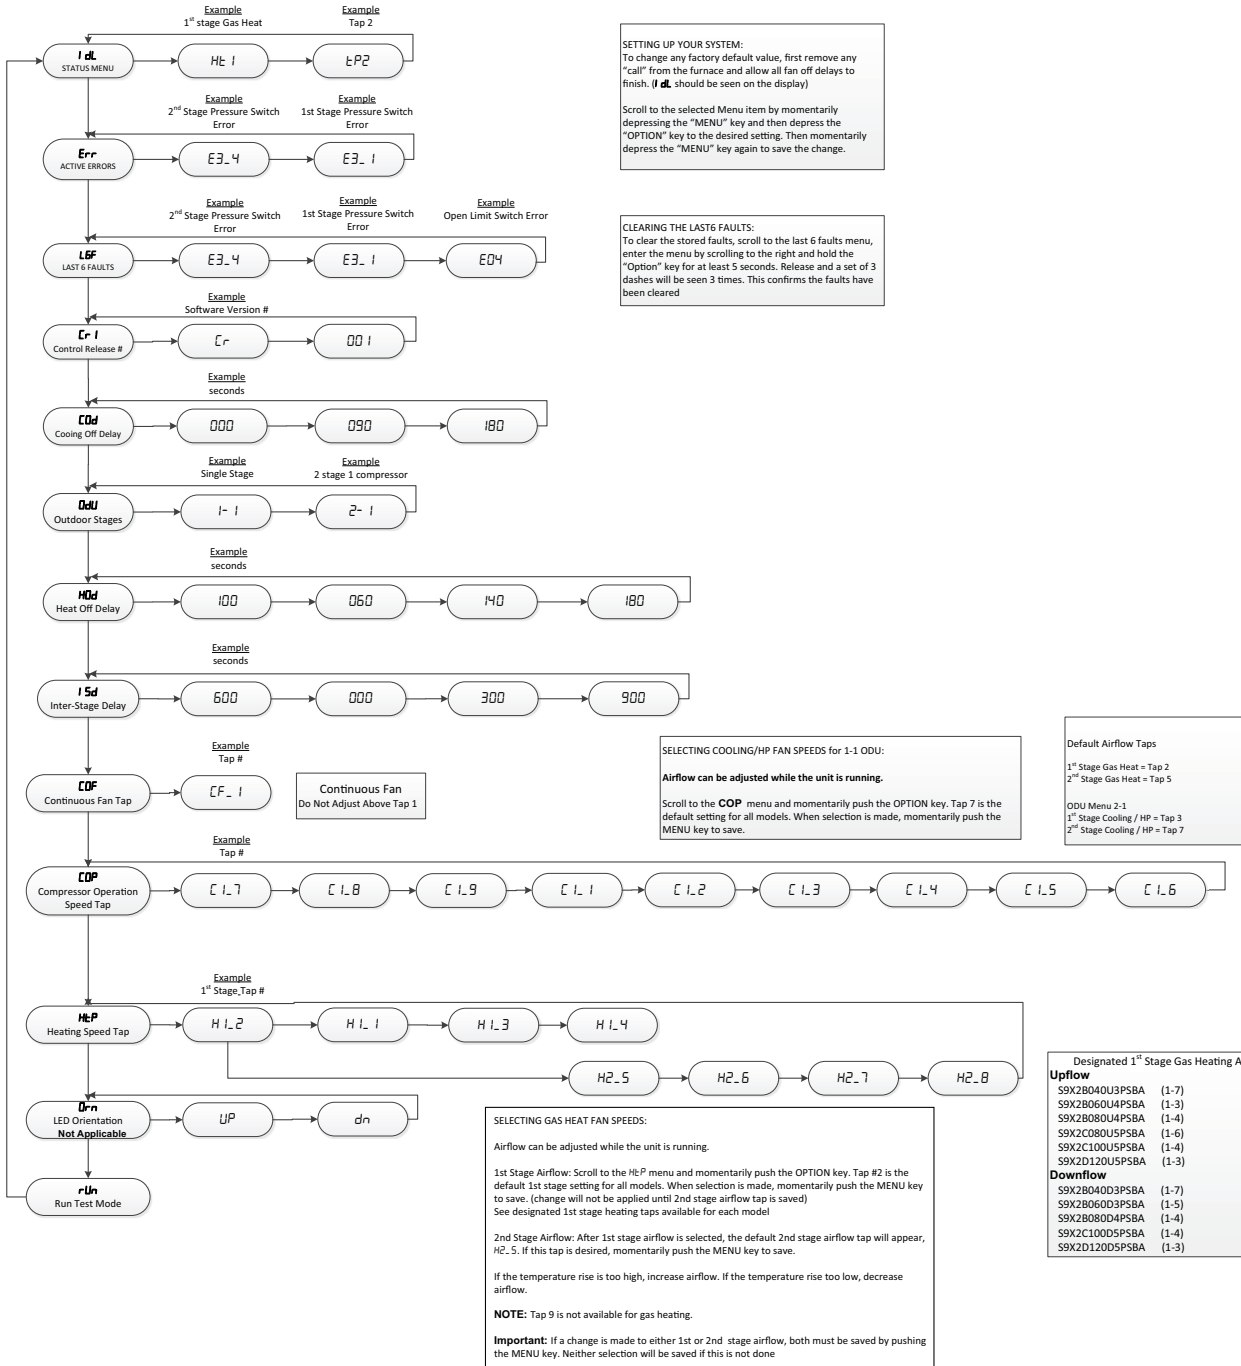 Example
1st stage Gas Heat
Example
Tap 2
IdL
STATUS MENU
Ht1
tP2
SETTING UP YOUR SYSTEM:
To change any factory default value, first remove any
“call” from the furnace and allow all fan off delays to
finish. (IdL should be seen on the display)
Scroll to the selected Menu item by momentarily
depressing the “MENU” key and then depress the
“OPTION” key to the desired setting. Then momentarily
depress the “MENU” key again to save the change.
Example
2nd Stage Pressure Switch
Error
Example
1st Stage Pressure Switch
Error
Err
ACTIVE ERRORS
E3_4
E3_1
Example
2nd Stage Pressure Switch
Error
Example
1st Stage Pressure Switch
Error
Example
Open Limit Switch Error
L6F
LAST 6 FAULTS
E3_4
E3_1
E04
CLEARING THE LAST6 FAULTS:
To clear the stored faults, scroll to the last 6 faults menu,
enter the menu by scrolling to the right and hold the
“Option” key for at least 5 seconds. Release and a set of 3
dashes will be seen 3 times. This confirms the faults have
been cleared
Example
Software Version #
Cr1
Control Release #
Cr
001
Example
seconds
C0d
Cooing Off Delay
000
090
180
Example
Single Stage
Example
2 stage 1 compressor
0dU
Outdoor Stages
1-1
2-1
Example
seconds
H0d
Heat Off Delay
100
060
140
180
Example
seconds
ISd
Inter-Stage Delay
600
000
300
900
Example
Tap #
C0F
Continuous Fan Tap
CF_1
Continuous Fan
Do Not Adjust Above Tap 1
SELECTING COOLING/HP FAN SPEEDS for 1-1 ODU:
Airflow can be adjusted while the unit is running.
Scroll to the COP menu and momentarily push the OPTION key. Tap 7 is the
default setting for all models. When selection is made, momentarily push the
MENU key to save.
Default Airflow Taps
1st Stage Gas Heat = Tap 2
2nd Stage Gas Heat = Tap 5
ODU Menu 2-1
1st Stage Cooling / HP = Tap 3
2nd Stage Cooling / HP = Tap 7
Example
Tap #
C0P
Compressor Operation
Speed Tap
C1_7
C1_8
C1_9
C1_1
C1_2
C1_3
C1_4
C1_5
C1_6
Example
1st Stage Tap #
HtP
Heating Speed Tap
H1_2
H1_1
H1_3
H1_4
H2_5
H2_6
H2_7
H2_8
0rn
LED Orientation
Not Applicable
UP
dn
rUn
Run Test Mode
SELECTING GAS HEAT FAN SPEEDS:
Airflow can be adjusted while the unit is running.
1st Stage Airflow: Scroll to the HtP menu and momentarily push the OPTION key. Tap #2 is the
default 1st stage setting for all models. When selection is made, momentarily push the MENU key
to save. (change will not be applied until 2nd stage airflow tap is saved)
See designated 1st stage heating taps available for each model
2nd Stage Airflow: After 1st stage airflow is selected, the default 2nd stage airflow tap will appear,
H2_5. If this tap is desired, momentarily push the MENU key to save.
If the temperature rise is too high, increase airflow. If the temperature rise too low, decrease
airflow.
NOTE: Tap 9 is not available for gas heating.
Important: If a change is made to either 1st or 2nd stage airflow, both must be saved by pushing
the MENU key. Neither selection will be saved if this is not done
Designated 1st Stage Gas Heating A
Upflow
S9X2B040U3PSBA (1-7)
S9X2B060U4PSBA (1-3)
S9X2B080U4PSBA (1-4)
S9X2C080U5PSBA (1-6)
S9X2C100U5PSBA (1-4)
S9X2D120U5PSBA (1-3)
Downflow
S9X2B040D3PSBA (1-7)
S9X2B060D3PSBA (1-5)
S9X2B080D4PSBA (1-4)
S9X2C100D5PSBA (1-4)
S9X2D120D5PSBA (1-3)